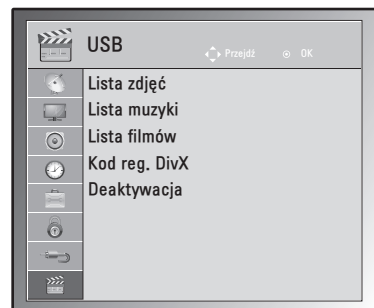 USB
Przejdź OK
Lista zdjęć
Lista muzyki
Lista filmów
Kod reg. DivX
Deaktywacja